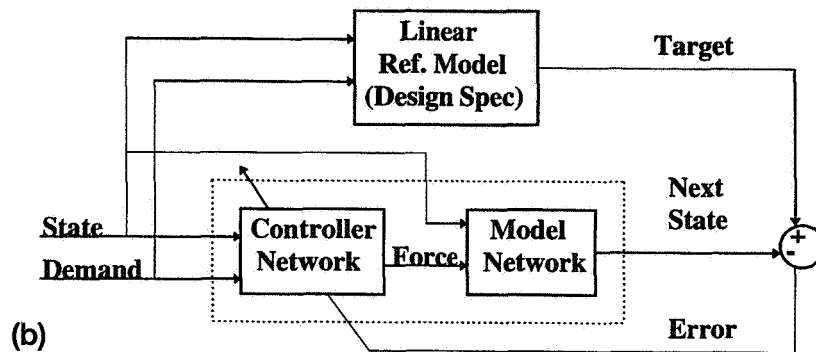 Linear
Ref. Model
(Design Spec)
Target
Next
State
State
Demand
Controller
Network
Force
Model
Network
+
-
Error
(b)